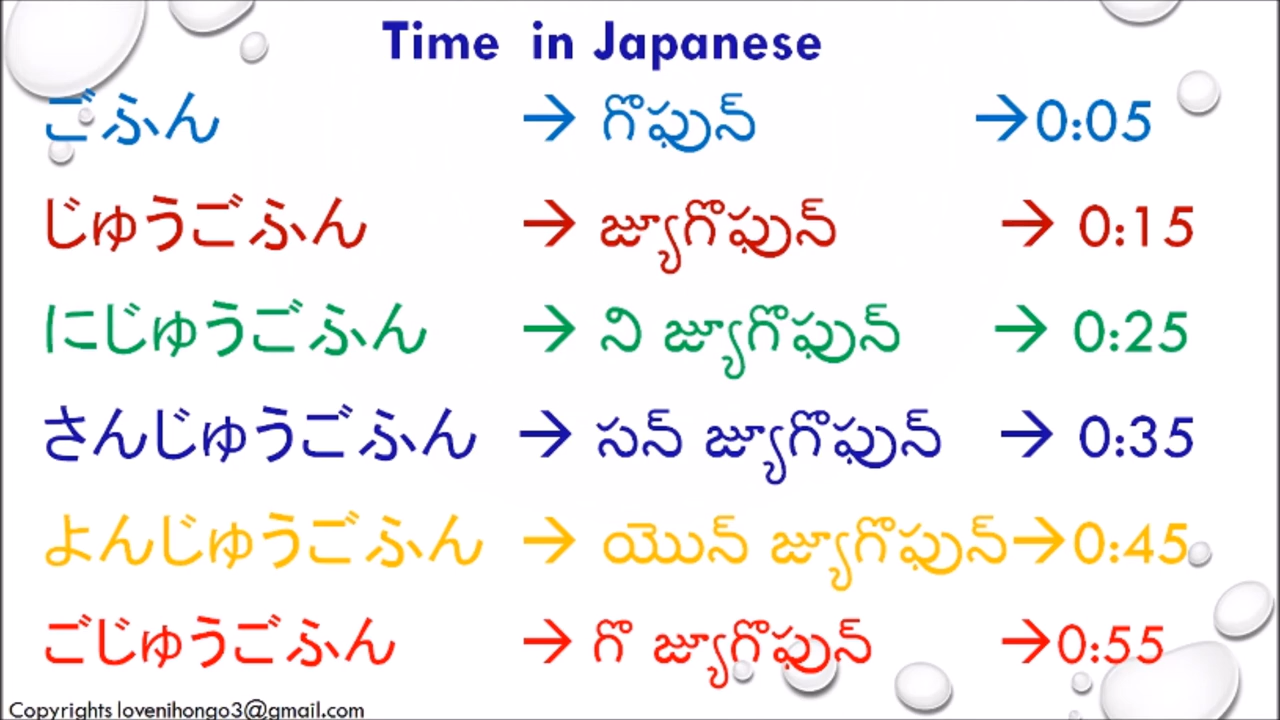 Time in Japanese
ごふん → గొఫున్ →0:05
じゅうごふん → జ్యూగొఫున్ → 0:15
にじゅうごふん → ని జ్యూగొఫున్ → 0:25
さんじゅうごふん → సన్ జ్యూగొఫున్ → 0:35
よんじゅうごふん → యొన్ జ్యూగొఫున్→0:45
ごじゅうごふん → గొ జ్యూగొఫున్ →0:55
Copyrights lovenihongo3@gmail.com